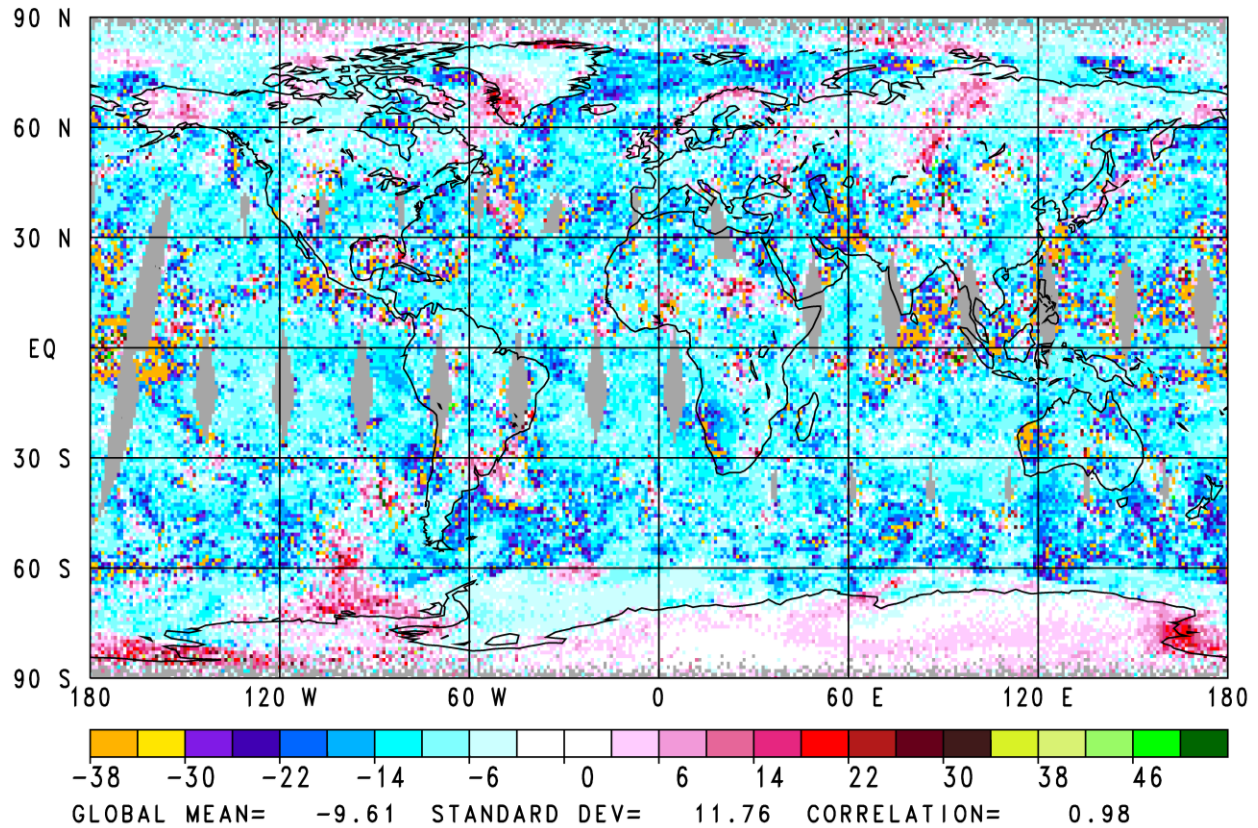 90 N
60 N
30 N
EQ
30 S
60 S
90 S
180 120 W 60 W 0 60 E 120 E 180
-38 -30 -22 -14 -6 0 6 14 22 30 38 46
GLOBAL MEAN= -9.61 STANDARD DEV= 11.76 CORRELATION= 0.98